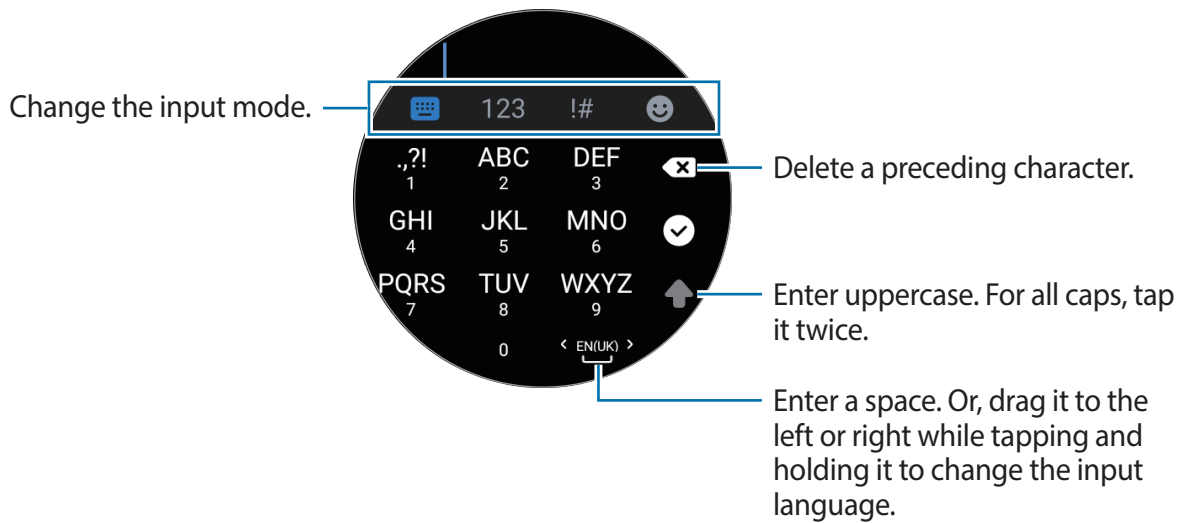 Change the input mode.
123 !#
.,?! ABC DEF
1 2 3
Delete a preceding character.
GHI JKL MNO
4 5 6
PQRS TUV WXYZ
7 8 9
Enter uppercase. For all caps, tap
it twice.
0 < EN(UK) >
Enter a space. Or, drag it to the
left or right while tapping and
holding it to change the input
language.